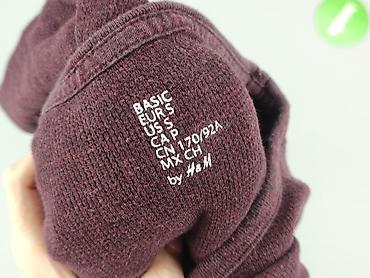 BASIC
EUR S
US S
CA P
CN 170/92A
MX CH
by H&M